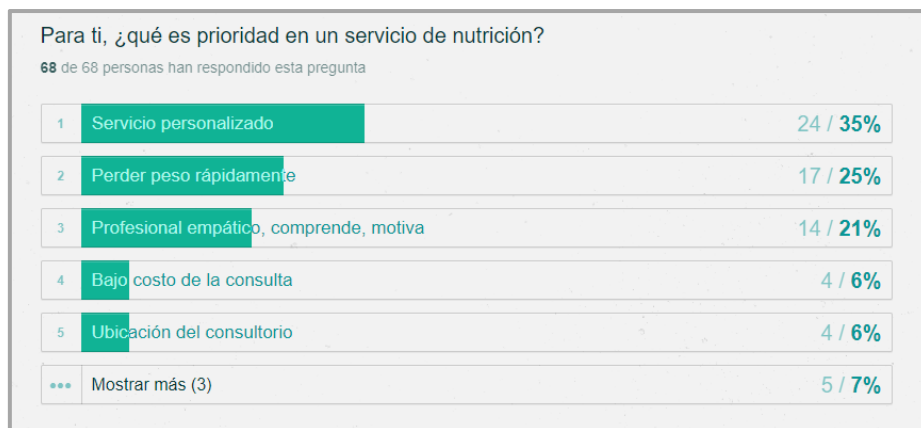 Para ti, ¿qué es prioridad en un servicio de nutrición?
68 de 68 personas han respondido esta pregunta
1 Servicio personalizado 24 / 35%
2 Perder peso rápidamente 17 / 25%
3 Profesional empático, comprende, motiva 14 / 21%
4 Bajo costo de la consulta 4 / 6%
5 Ubicación del consultorio 4 / 6%
••• Mostrar más (3) 5 / 7%